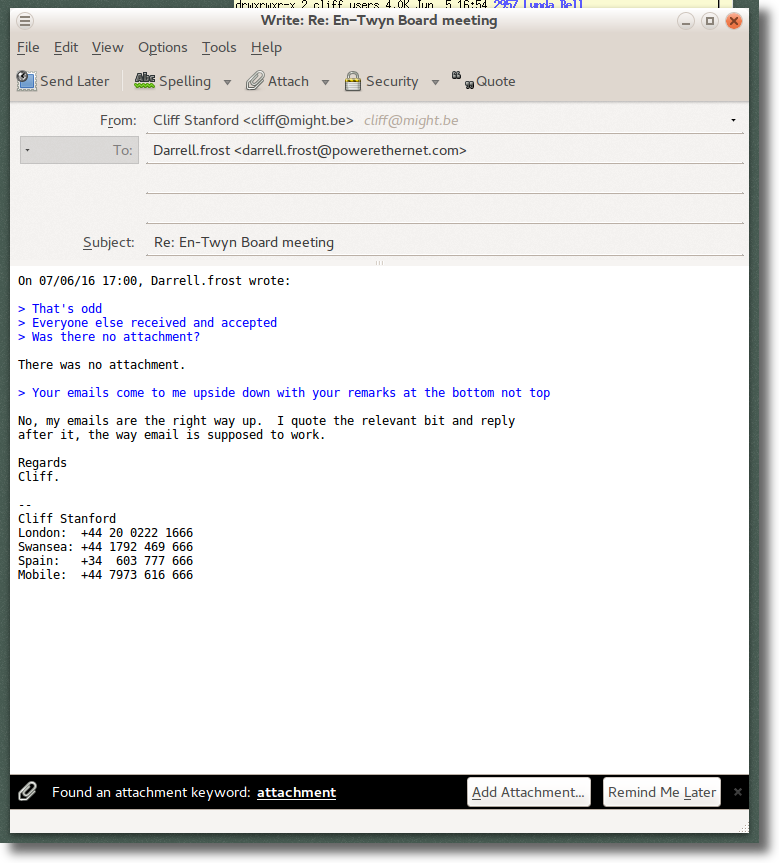 drwxrwxr-x 2 cliff users 4.0K Jun  5 16:54 2957 Lynda Bell
Write: Re: En-Twyn Board meeting
File Edit View Options Tools Help
Send Later Abc Spelling Attach Security Quote
From: Cliff Stanford <cliff@might.be> cliff@might.be
To: Darrell.frost <darrell.frost@powerethernet.com>
Subject: Re: En-Twyn Board meeting
On 07/06/16 17:00, Darrell.frost wrote:
> That's odd
> Everyone else received and accepted
> Was there no attachment?
There was no attachment.
> Your emails come to me upside down with your remarks at the bottom not top
No, my emails are the right way up.  I quote the relevant bit and reply
after it, the way email is supposed to work.
Regards
Cliff.
--
Cliff Stanford
London:  +44 20 0222 1666
Swansea: +44 1792 469 666
Spain:   +34  603 777 666
Mobile:  +44 7973 616 666
Found an attachment keyword: attachment Add Attachment... Remind Me Later